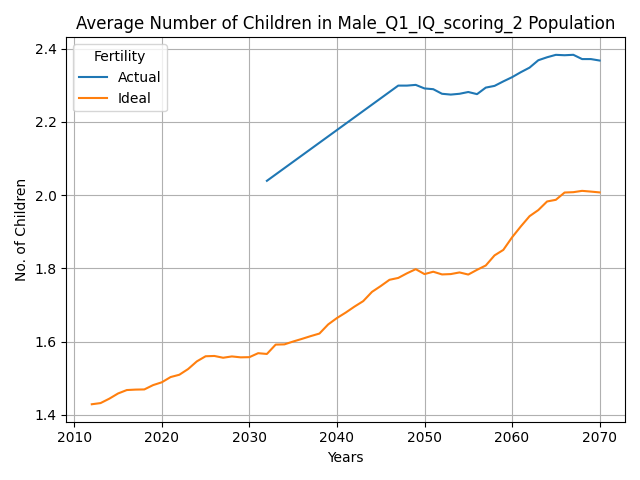 Average Number of Children in Male_Q1_IQ_scoring_2 Population
Fertility
Actual
Ideal
No. of Children
2.4
2.2
2.0
1.8
1.6
1.4
2010 2020 2030 2040 2050 2060 2070
Years